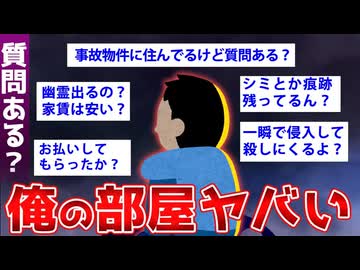 質問ある?
事故物件に住んでるけど質問ある？
幽霊出るの？
家賃は安い？
シミとか痕跡
残ってるん？
お払いして
もらったか？
一瞬で侵入して
殺しにくるよ？
俺の部屋ヤバい